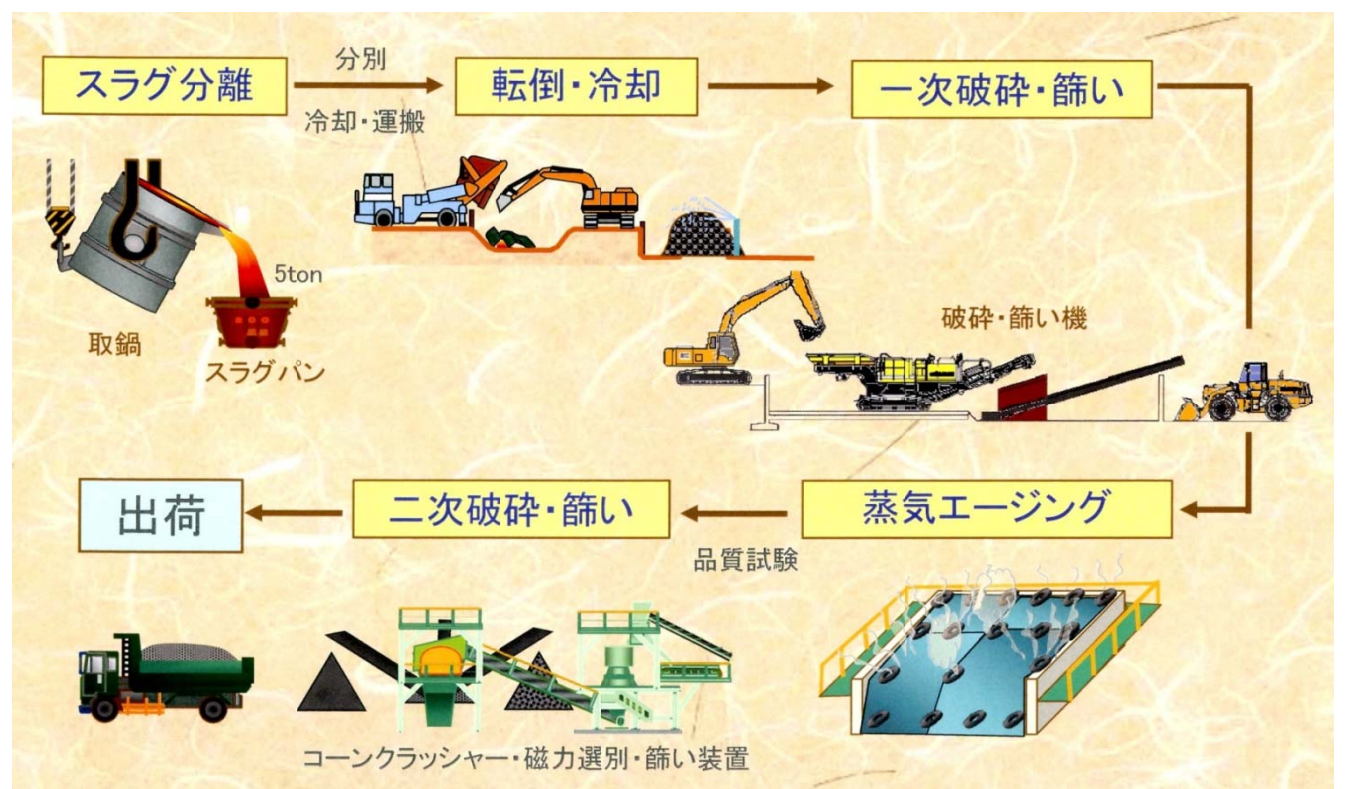 スラグ分離
分別
冷却・運搬
転倒・冷却
一次破砕・篩い
5ton
取鍋
スラグパン
破砕・篩い機
蒸気エージング
品質試験
二次破砕・篩い
出荷
コーンクラッシャー・磁力選別・篩い装置